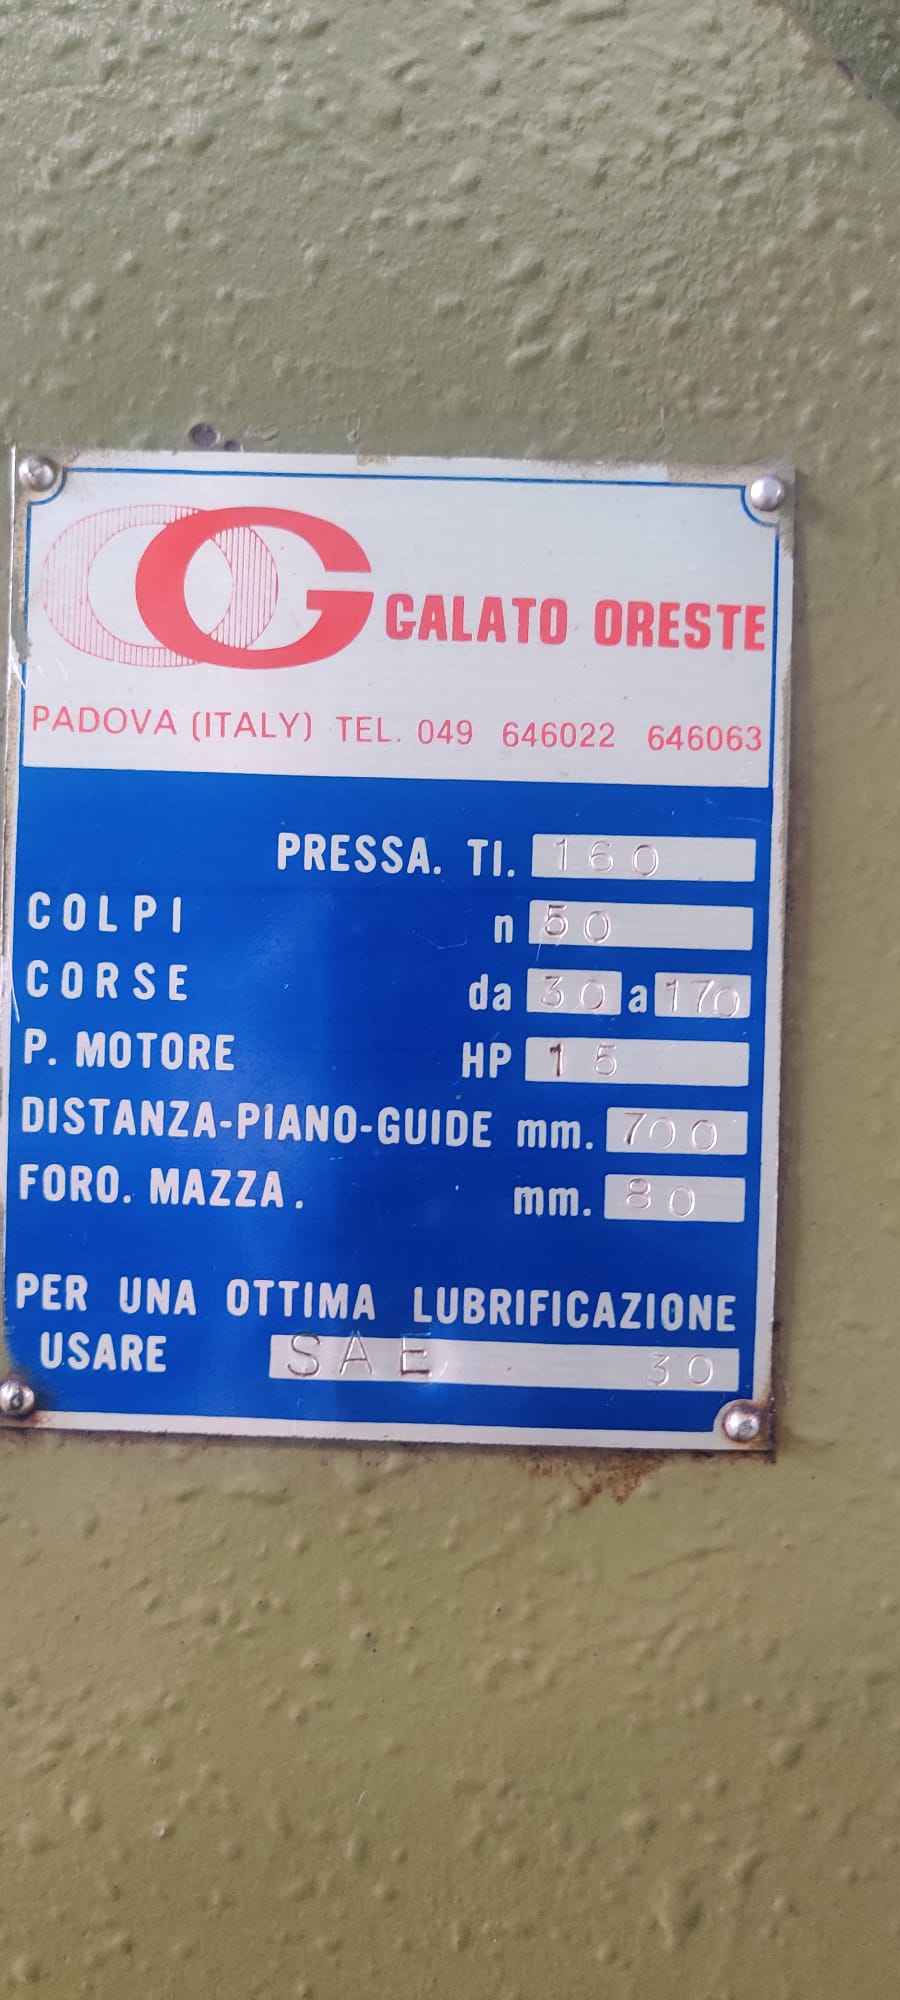 OG GALATO ORESTE
PADOVA (ITALY) TEL. 049 646022 646063
PRESSA. TI. 160
COLPI n 50
CORSE da 30 a 170
P. MOTORE HP 15
DISTANZA-PIANO-GUIDE mm. 700
FORO. MAZZA. mm. 80
PER UNA OTTIMA LUBRIFICAZIONE
USARE SAE 30